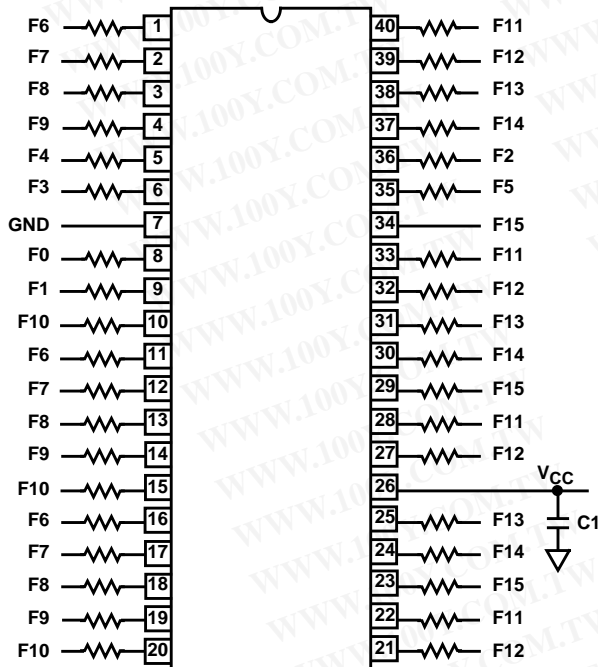 F6 1 40 F11
F7 2 39 F12
F8 3 38 F13
F9 4 37 F14
F4 5 36 F2
F3 6 35 F5
GND 7 34 F15
F0 8 33 F11
F1 9 32 F12
F10 10 31 F13
F6 11 30 F14
F7 12 29 F15
F8 13 28 F11
F9 14 27 F12
F10 15 26 VCC
F6 16 25 F13 C1
F7 17 24 F14
F8 18 23 F15
F9 19 22 F11
F10 20 21 F12
WWW.100Y.COM.TW